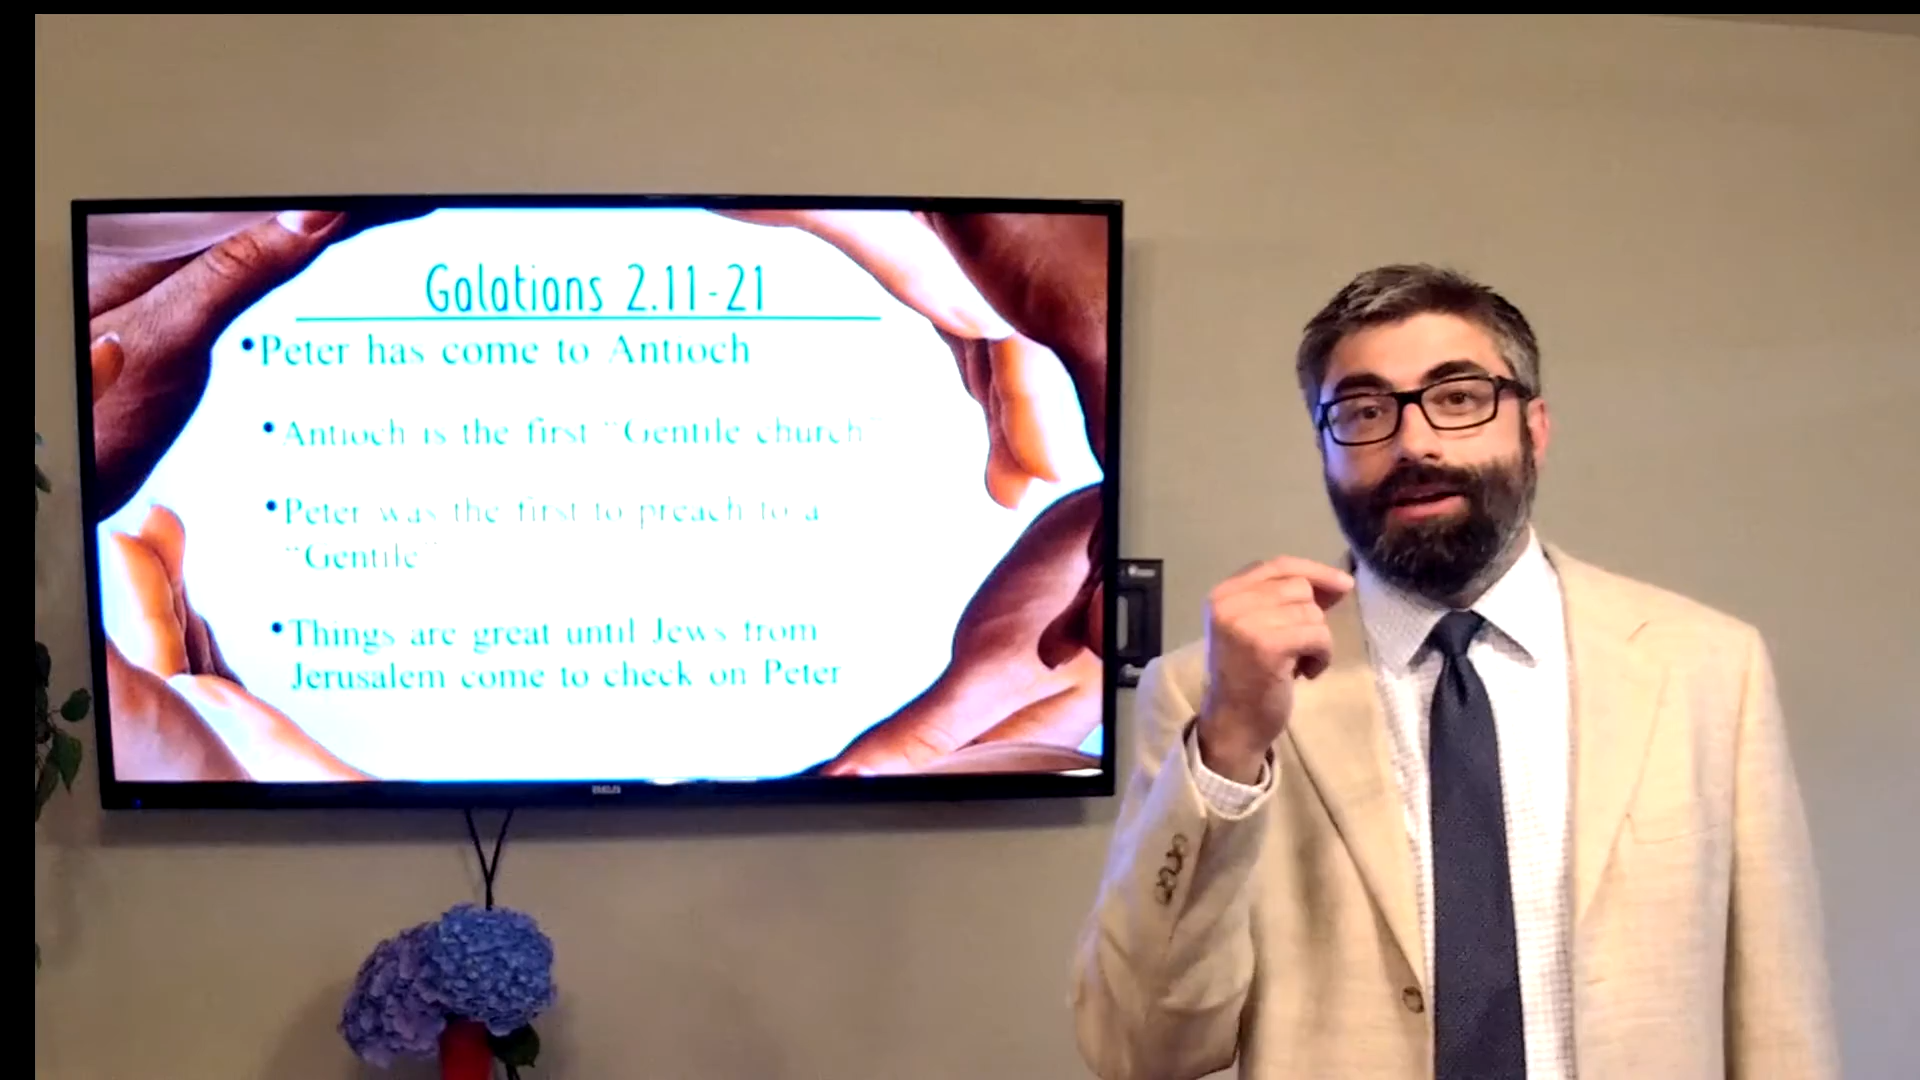 Galatians 2.11-21
•Peter has come to Antioch
•Antioch is the first "Gentile church"
•Peter was the first to preach to a
"Gentile"
•Things are great until Jews from
Jerusalem come to check on Peter
RCA